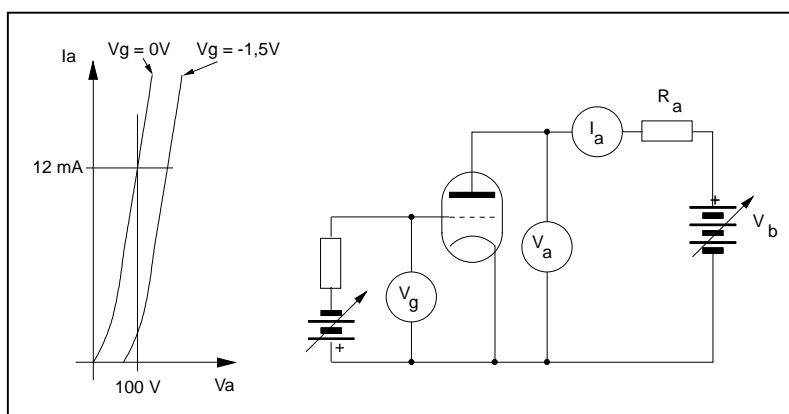 Vg = 0V Vg = -1,5V
Ia
12 mA
100 V Va
Ra
Ia
+
Vb
Va
Vg
+